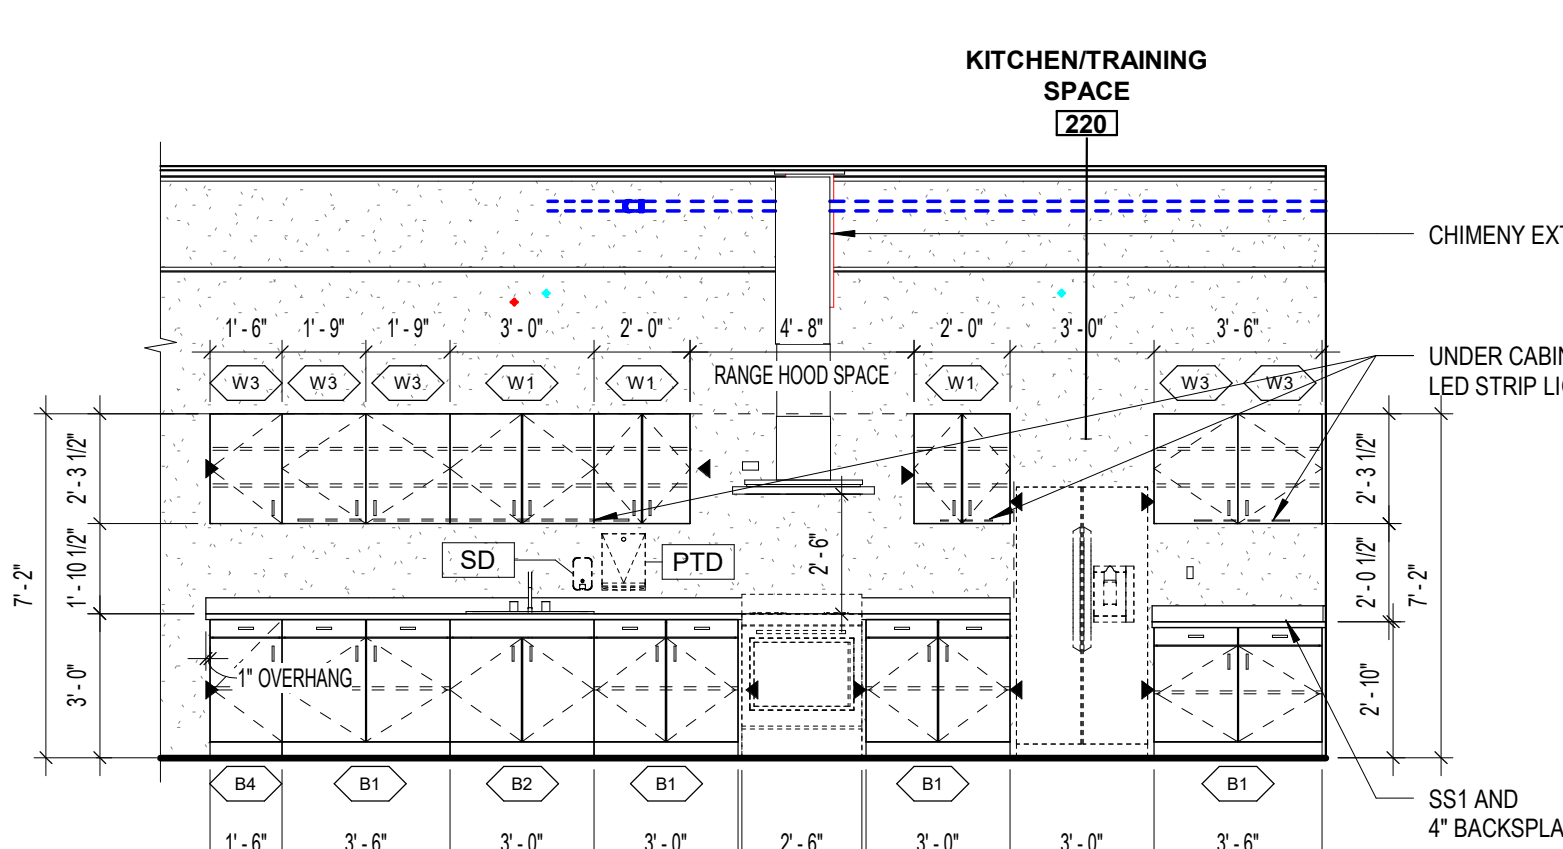 KITCHEN/TRAINING
SPACE
220
CHIMENY EXT
1' - 6" 1' - 9" 1' - 9" 3' - 0" 2' - 0" 4' - 8" 2' - 0" 3' - 0" 3' - 6"
UNDER CABIN
LED STRIP LIG
W3 W3 W3 W1 W1 RANGE HOOD SPACE W1 W3 W3
2' - 3 1/2" 2' - 3 1/2"
SD PTD 2' - 6"
7' - 2" 1' - 10 1/2" 2' - 0 1/2" 7' - 2"
1" OVERHANG
3' - 0" 2' - 10"
B4 B1 B2 B1 B1 B1
SS1 AND
4" BACKSPLA
1' - 6" 3' - 6" 3' - 0" 3' - 0" 2' - 6" 3' - 0" 3' - 0" 3' - 6"